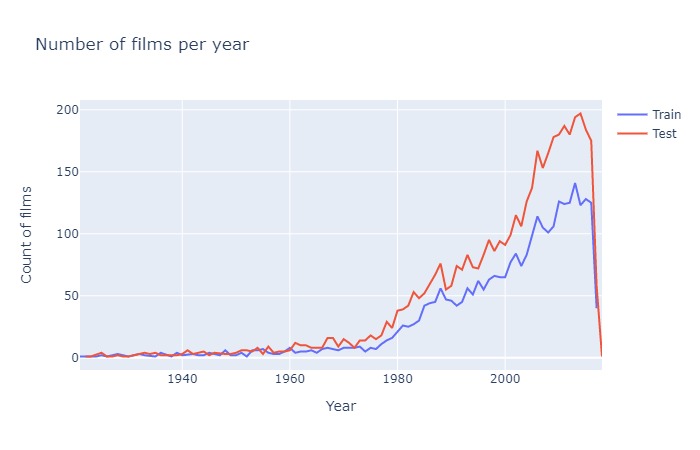 Number of films per year
200
150
100
50
0
Count of films
1940
1960
1980
2000
Year
Train
Test